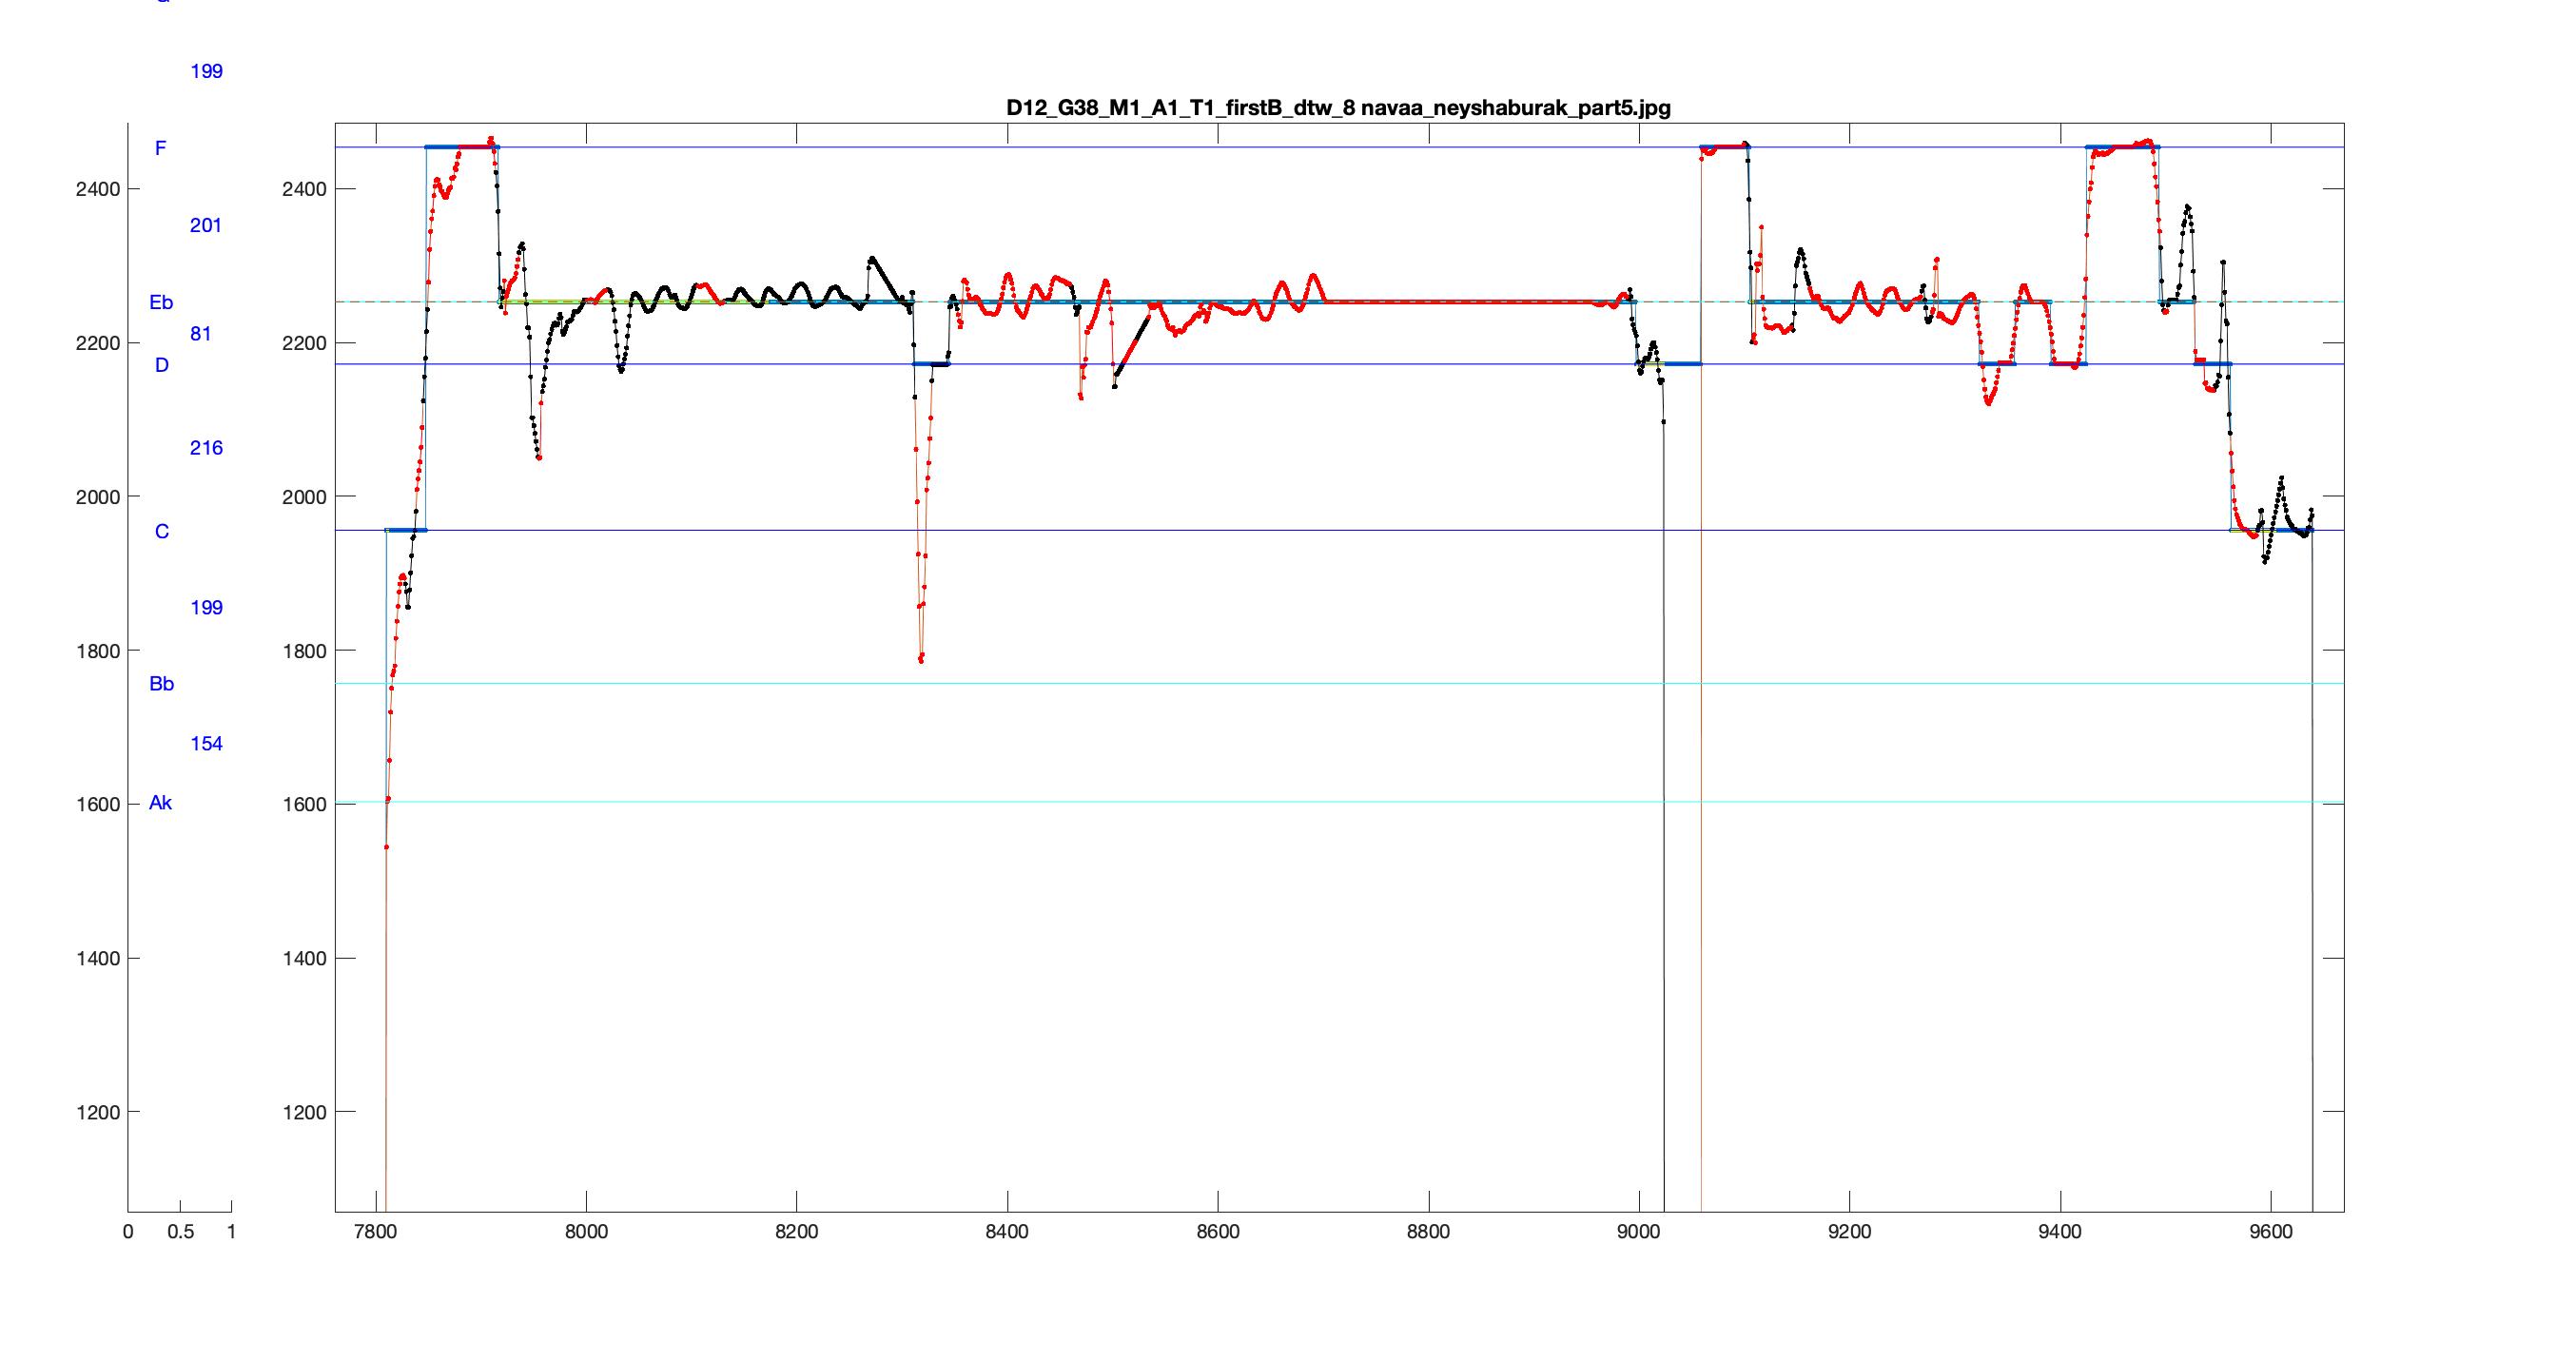 199
D12_G38_M1_A1_T1_firstB_dtw_8 navaa_neyshaburak_part5.jpg
F
2400 2400
201
Eb
81
2200 2200
D
216
2000 2000
C
199
1800 1800
Bb
154
1600 Ak 1600
1400 1400
1200 1200
0 0.5 1 7800 8000 8200 8400 8600 8800 9000 9200 9400 9600